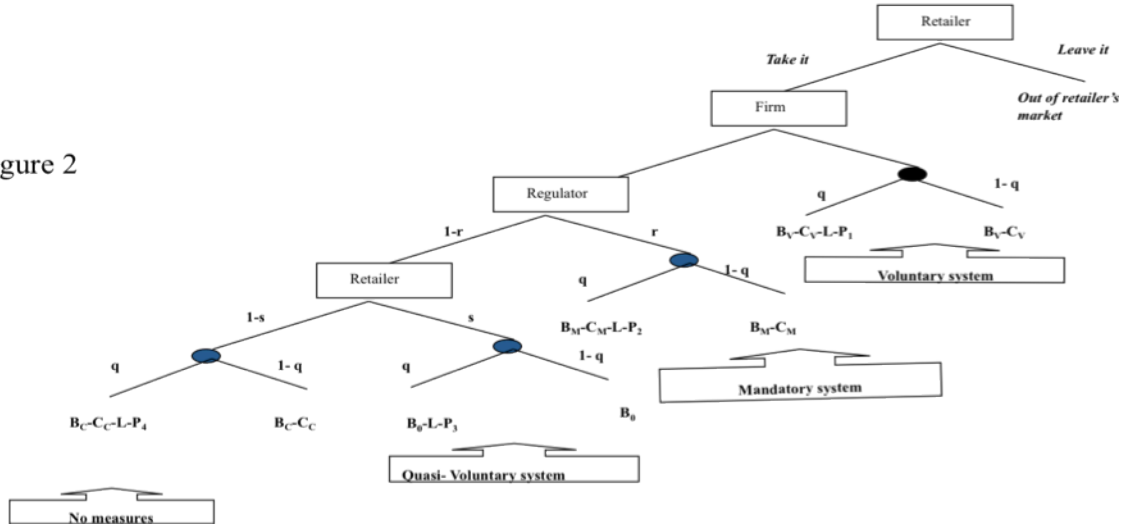 Retailer
Take it
Leave it
Firm
Out of retailer's
market
gure 2
Regulator
q
1- q
1-r
r
B_V-C_V-L-P_1
B_V-C_V
Retailer
q
1- q
Voluntary system
1-s
s
B_M-C_M-L-P_2
B_M-C_M
q
1- q
q
1- q
Mandatory system
B_C-C_C-L-P_4
B_C-C_C
B_0-L-P_3
B_0
Quasi- Voluntary system
No measures